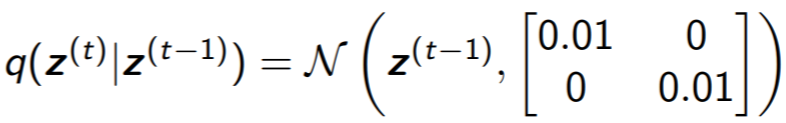 q(z^{(t)}|z^{(t−1)}) = 𝒩 ( z^{(t−1)}, [ 0.01 0 ; 0 0.01 ] )